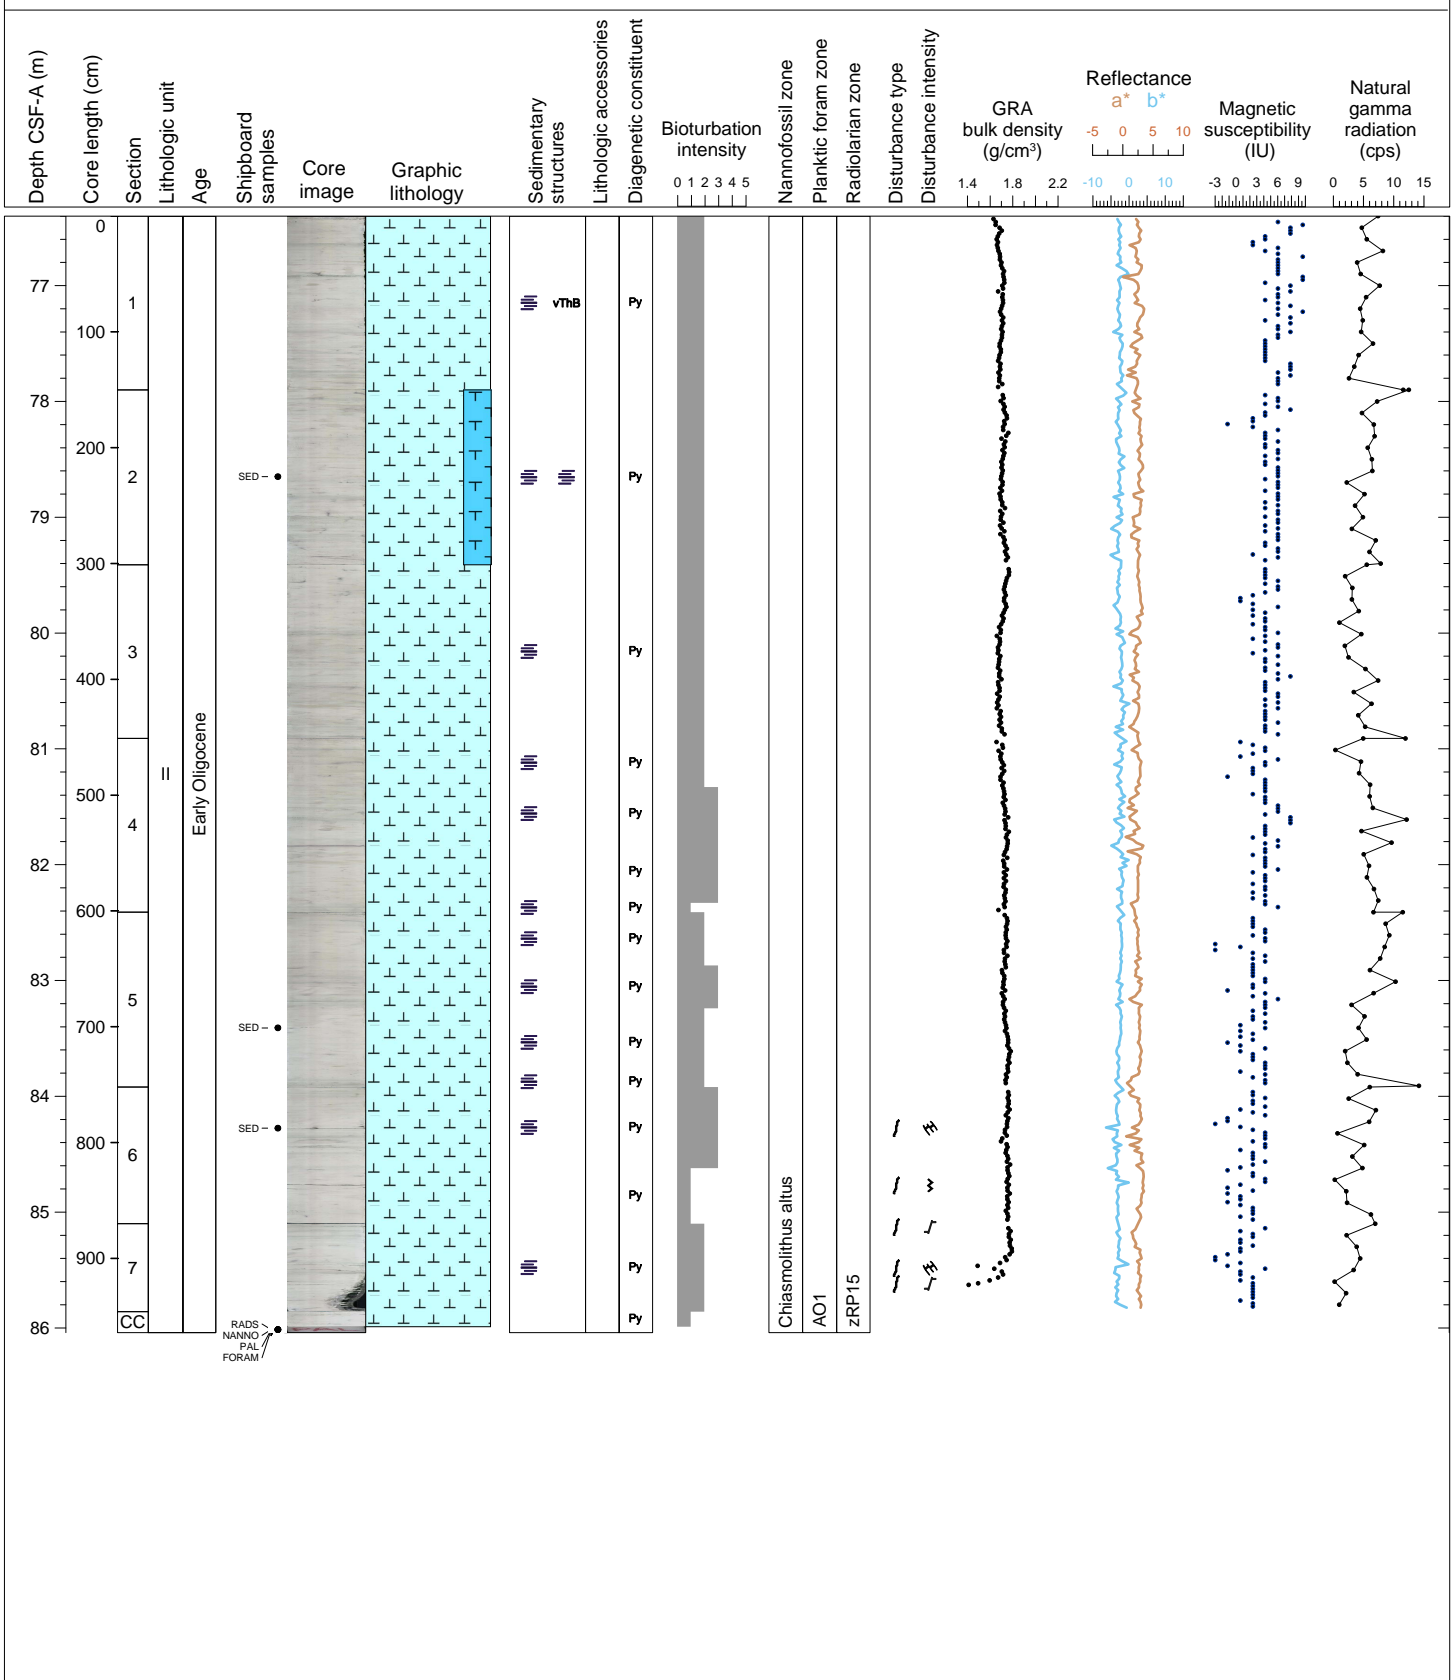 Depth CSF-A (m)
Core length (cm)
Section
Lithologic unit
Age
Shipboard
samples
Core
image
Graphic
lithology
Sedimentary
structures
Lithologic accessories
Diagenetic constituent
Bioturbation
intensity
0 1 2 3 4 5
Nannofossil zone
Planktic foram zone
Radiolarian zone
Disturbance type
Disturbance intensity
GRA
bulk density
(g/cm³)
1.4 1.8 2.2
Reflectance
a* b*
-5 0 5 10
-10 0 10
Magnetic
susceptibility
(IU)
-3 0 3 6 9
Natural
gamma
radiation
(cps)
0 5 10 15
0
77
1
vThB
Py
100
78
200
2
SED
Py
79
300
80
3
Py
400
81
Py
II
Early Oligocene
500
4
Py
82
Py
600
Py
Py
83
5
Py
700
SED
Py
84
Py
800
SED
Py
6
Py
85
900
7
Py
CC
86
Py
RADS
NANNO
PAL
FORAM
Chiasmolithus altus
AO1
zRP15